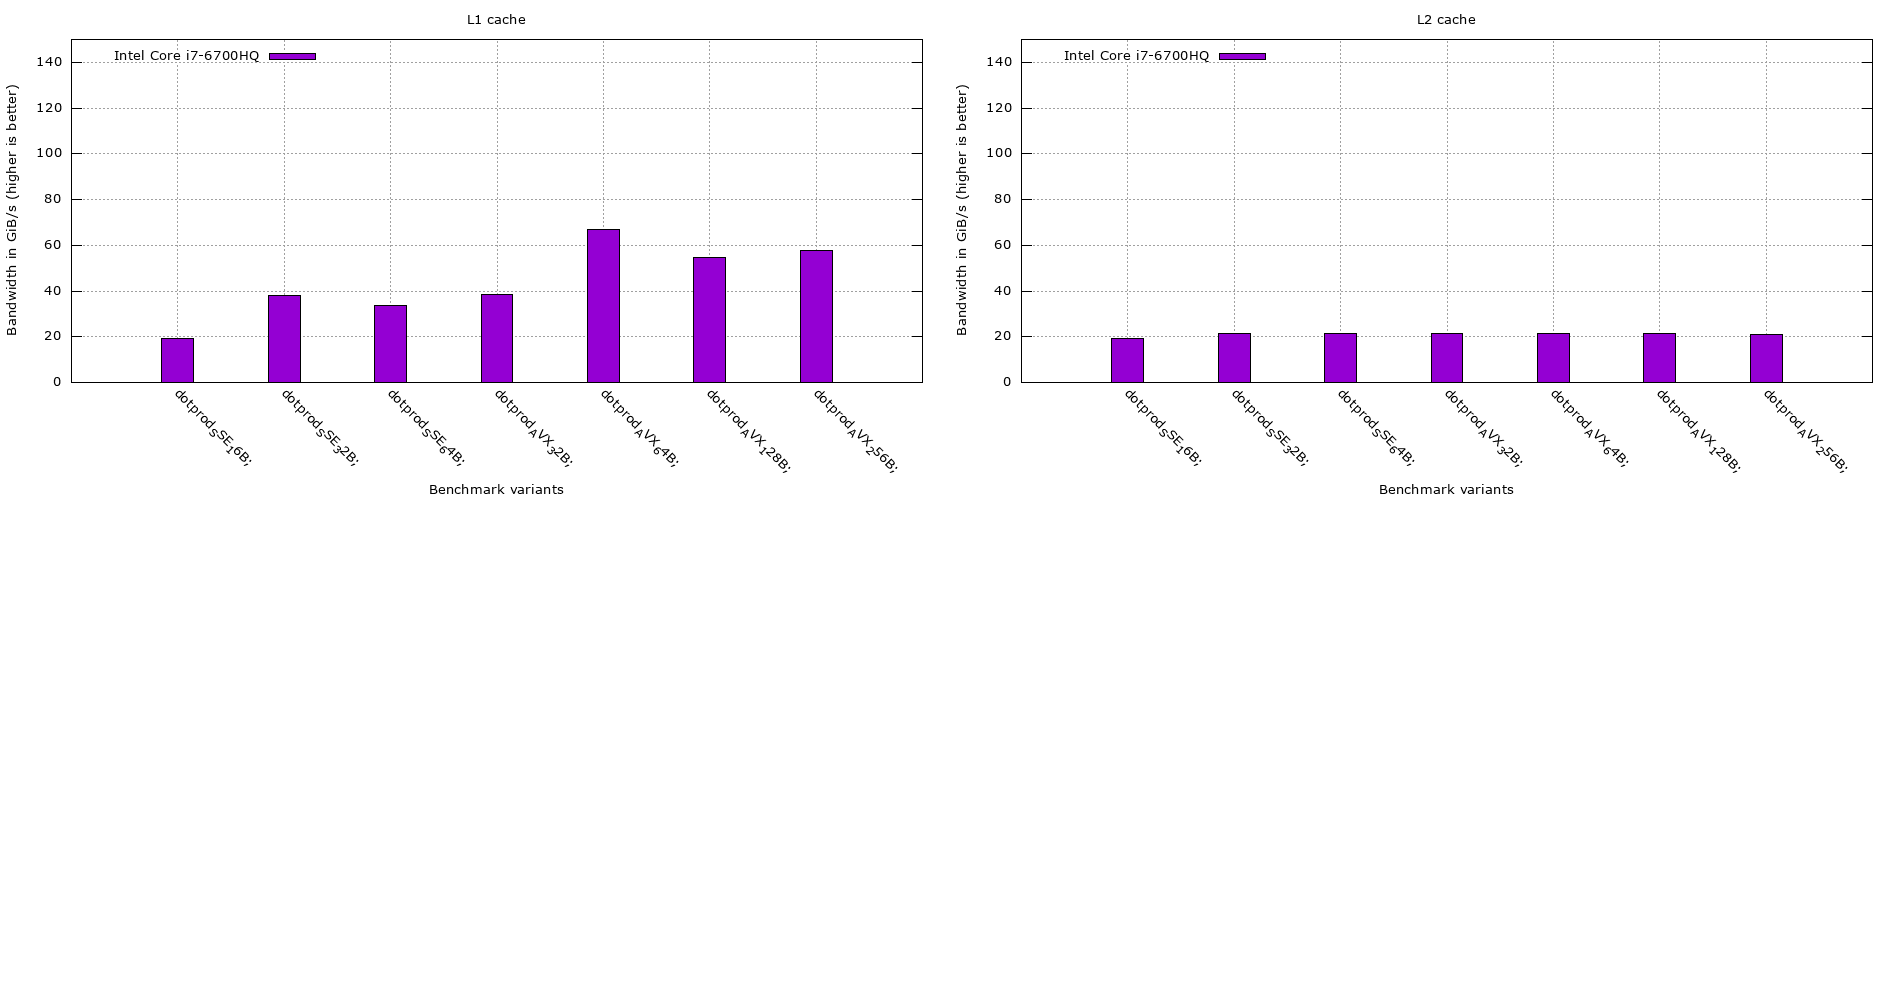 L1 cache
Intel Core i7-6700HQ
140
120
100
80
60
40
20
0
Bandwidth in GiB/s (higher is better)
dotprod_SSE_16B;
dotprod_SSE_32B;
dotprod_SSE_64B;
dotprod_AVX_32B;
dotprod_AVX_64B;
dotprod_AVX_128B;
dotprod_AVX_256B;
Benchmark variants
L2 cache
Intel Core i7-6700HQ
140
120
100
80
60
40
20
0
Bandwidth in GiB/s (higher is better)
dotprod_SSE_16B;
dotprod_SSE_32B;
dotprod_SSE_64B;
dotprod_AVX_32B;
dotprod_AVX_64B;
dotprod_AVX_128B;
dotprod_AVX_256B;
Benchmark variants